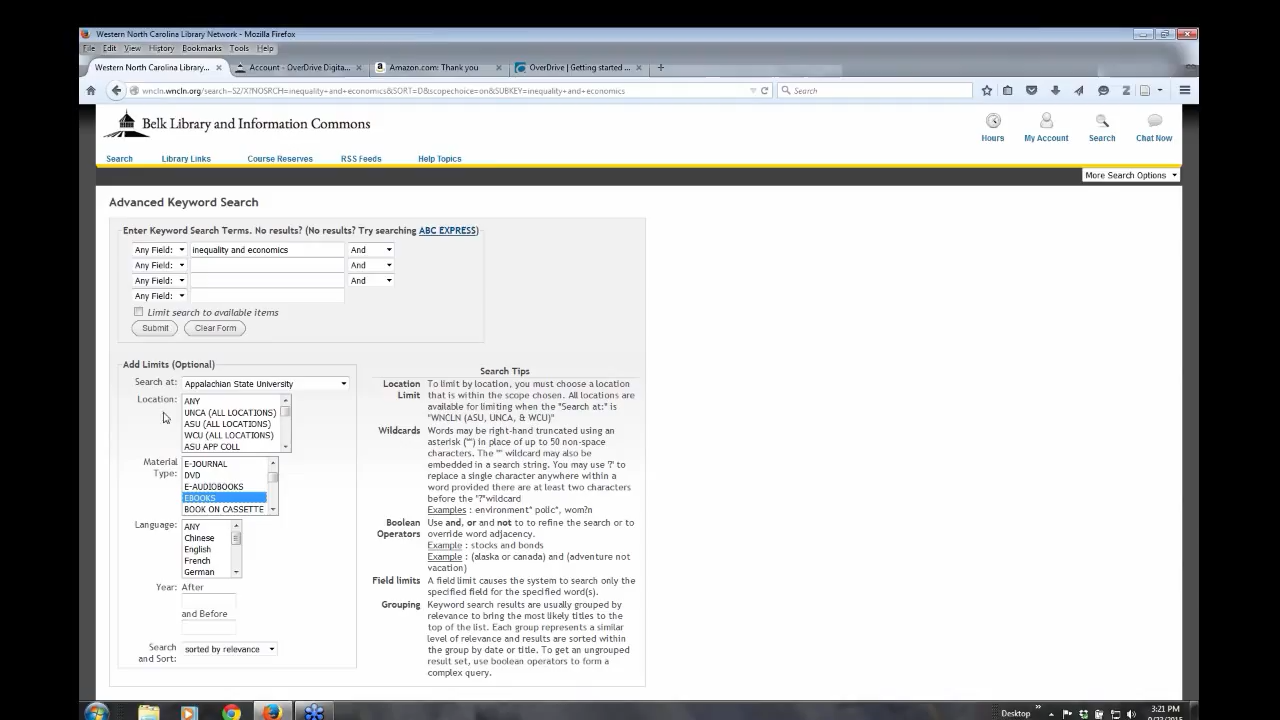 Western North Carolina Library Network - Mozilla Firefox
File Edit View History Bookmarks Tools Help
Western North Carolina Library... × Account - OverDrive Digita... × Amazon.com: Thank you × OverDrive | Getting started ... × +
wncln.wncln.org/search~S2/X?NOSRCH=inequality+and+economics&SORT=D&scopechoice=on&SUBKEY=inequality+and+economics Search
Belk Library and Information Commons
Hours My Account Search Chat Now
Search Library Links Course Reserves RSS Feeds Help Topics
More Search Options
Advanced Keyword Search
Enter Keyword Search Terms. No results? (No results? Try searching ABC EXPRESS)
Any Field: inequality and economics And
Any Field: And
Any Field: And
Any Field:
Limit search to available items
Submit Clear Form
Add Limits (Optional)
Search at: Appalachian State University
Location: ANY
UNCA (ALL LOCATIONS)
ASU (ALL LOCATIONS)
WCU (ALL LOCATIONS)
ASU APP COLL
Material Type: E-JOURNAL
DVD
E-AUDIOBOOKS
EBOOKS
BOOK ON CASSETTE
Language: ANY
Chinese
English
French
German
Year: After
and Before
Search and Sort: sorted by relevance
Search Tips
Location Limit To limit by location, you must choose a location
that is within the scope chosen. All locations are
available for limiting when the "Search at:" is
"WNCLN (ASU, UNCA, & WCU)"
Wildcards Words may be right-hand truncated using an
asterisk ("*") in place of up to 50 non-space
characters. The "*" wildcard may also be
embedded in a search string. You may use '?' to
replace a single character anywhere within a
word provided there are at least two characters
before the "?"wildcard
Examples : environment* polic*, wom?n
Boolean Operators Use and, or and not to to refine the search or to
override word adjacency.
Example : stocks and bonds
Example : (alaska or canada) and (adventure not
vacation)
Field limits A field limit causes the system to search only the
specified field for the specified word(s).
Grouping Keyword search results are usually grouped by
relevance to bring the most likely titles to the
top of the list. Each group represents a similar
level of relevance and results are sorted within
the group by date or title. To get an ungrouped
result set, use boolean operators to form a
complex query.
Desktop » 3:21 PM